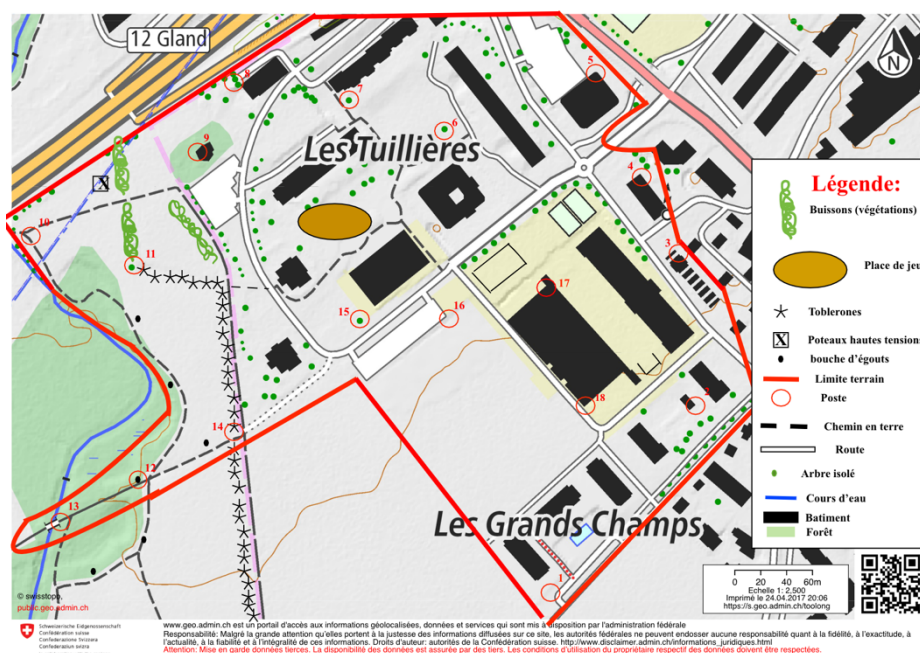 12 Gland
N
8
7
5
6
9
Les Tuillières
4
X
10
3
11
17
15
16
2
18
14
12
13
Les Grands Champs
1
Légende:
Buissons (végétations)
Place de jeu
Toblerones
X
Poteaux hautes tensions
bouche d'égouts
Limite terrain
Poste
Chemin en terre
Route
Arbre isolé
Cours d'eau
Batiment
Forêt
0 20 40 60m
Echelle 1: 2,500
Imprimé le 24.04.2017 20:06
https://s.geo.admin.ch/toolong
© swisstopo,
public.geo.admin.ch
Schweizerische Eidgenossenschaft
Confédération suisse
Confederazione Svizzera
Confederaziun svizra
www.geo.admin.ch est un portail d'accès aux informations géolocalisées, données et services qui sont mis à disposition par l'administration fédérale
Responsabilité: Malgré la grande attention qu'elles portent à la justesse des informations diffusées sur ce site, les autorités fédérales ne peuvent endosser aucune responsabilité quant à la fidélité, à l'exactitude, à
l'actualité, à la fiabilité et à l'intégralité de ces informations. Droits d'auteur: autorités de la Confédération suisse. http://www.disclaimer.admin.ch/informations_juridiques.html
Attention: Mise en garde données tierces. La disponibilité des données est assurée par des tiers. Les conditions d'utilisation du propriétaire respectif des données doivent être respectées.